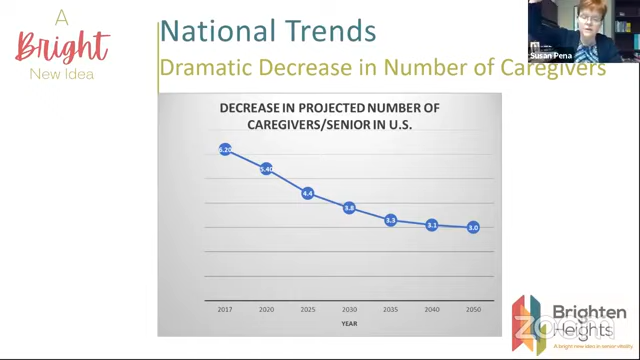 A
Bright
New Idea
National Trends
Dramatic Decrease in Number of Caregivers
Susan Pena
DECREASE IN PROJECTED NUMBER OF
CAREGIVERS/SENIOR IN U.S.
6.20
5.40
4.4
3.8
3.3
3.1
3.0
2017 2020 2025 2030 2035 2040 2050
YEAR
Brighten
Heights
A bright new idea in senior vitality
zoom